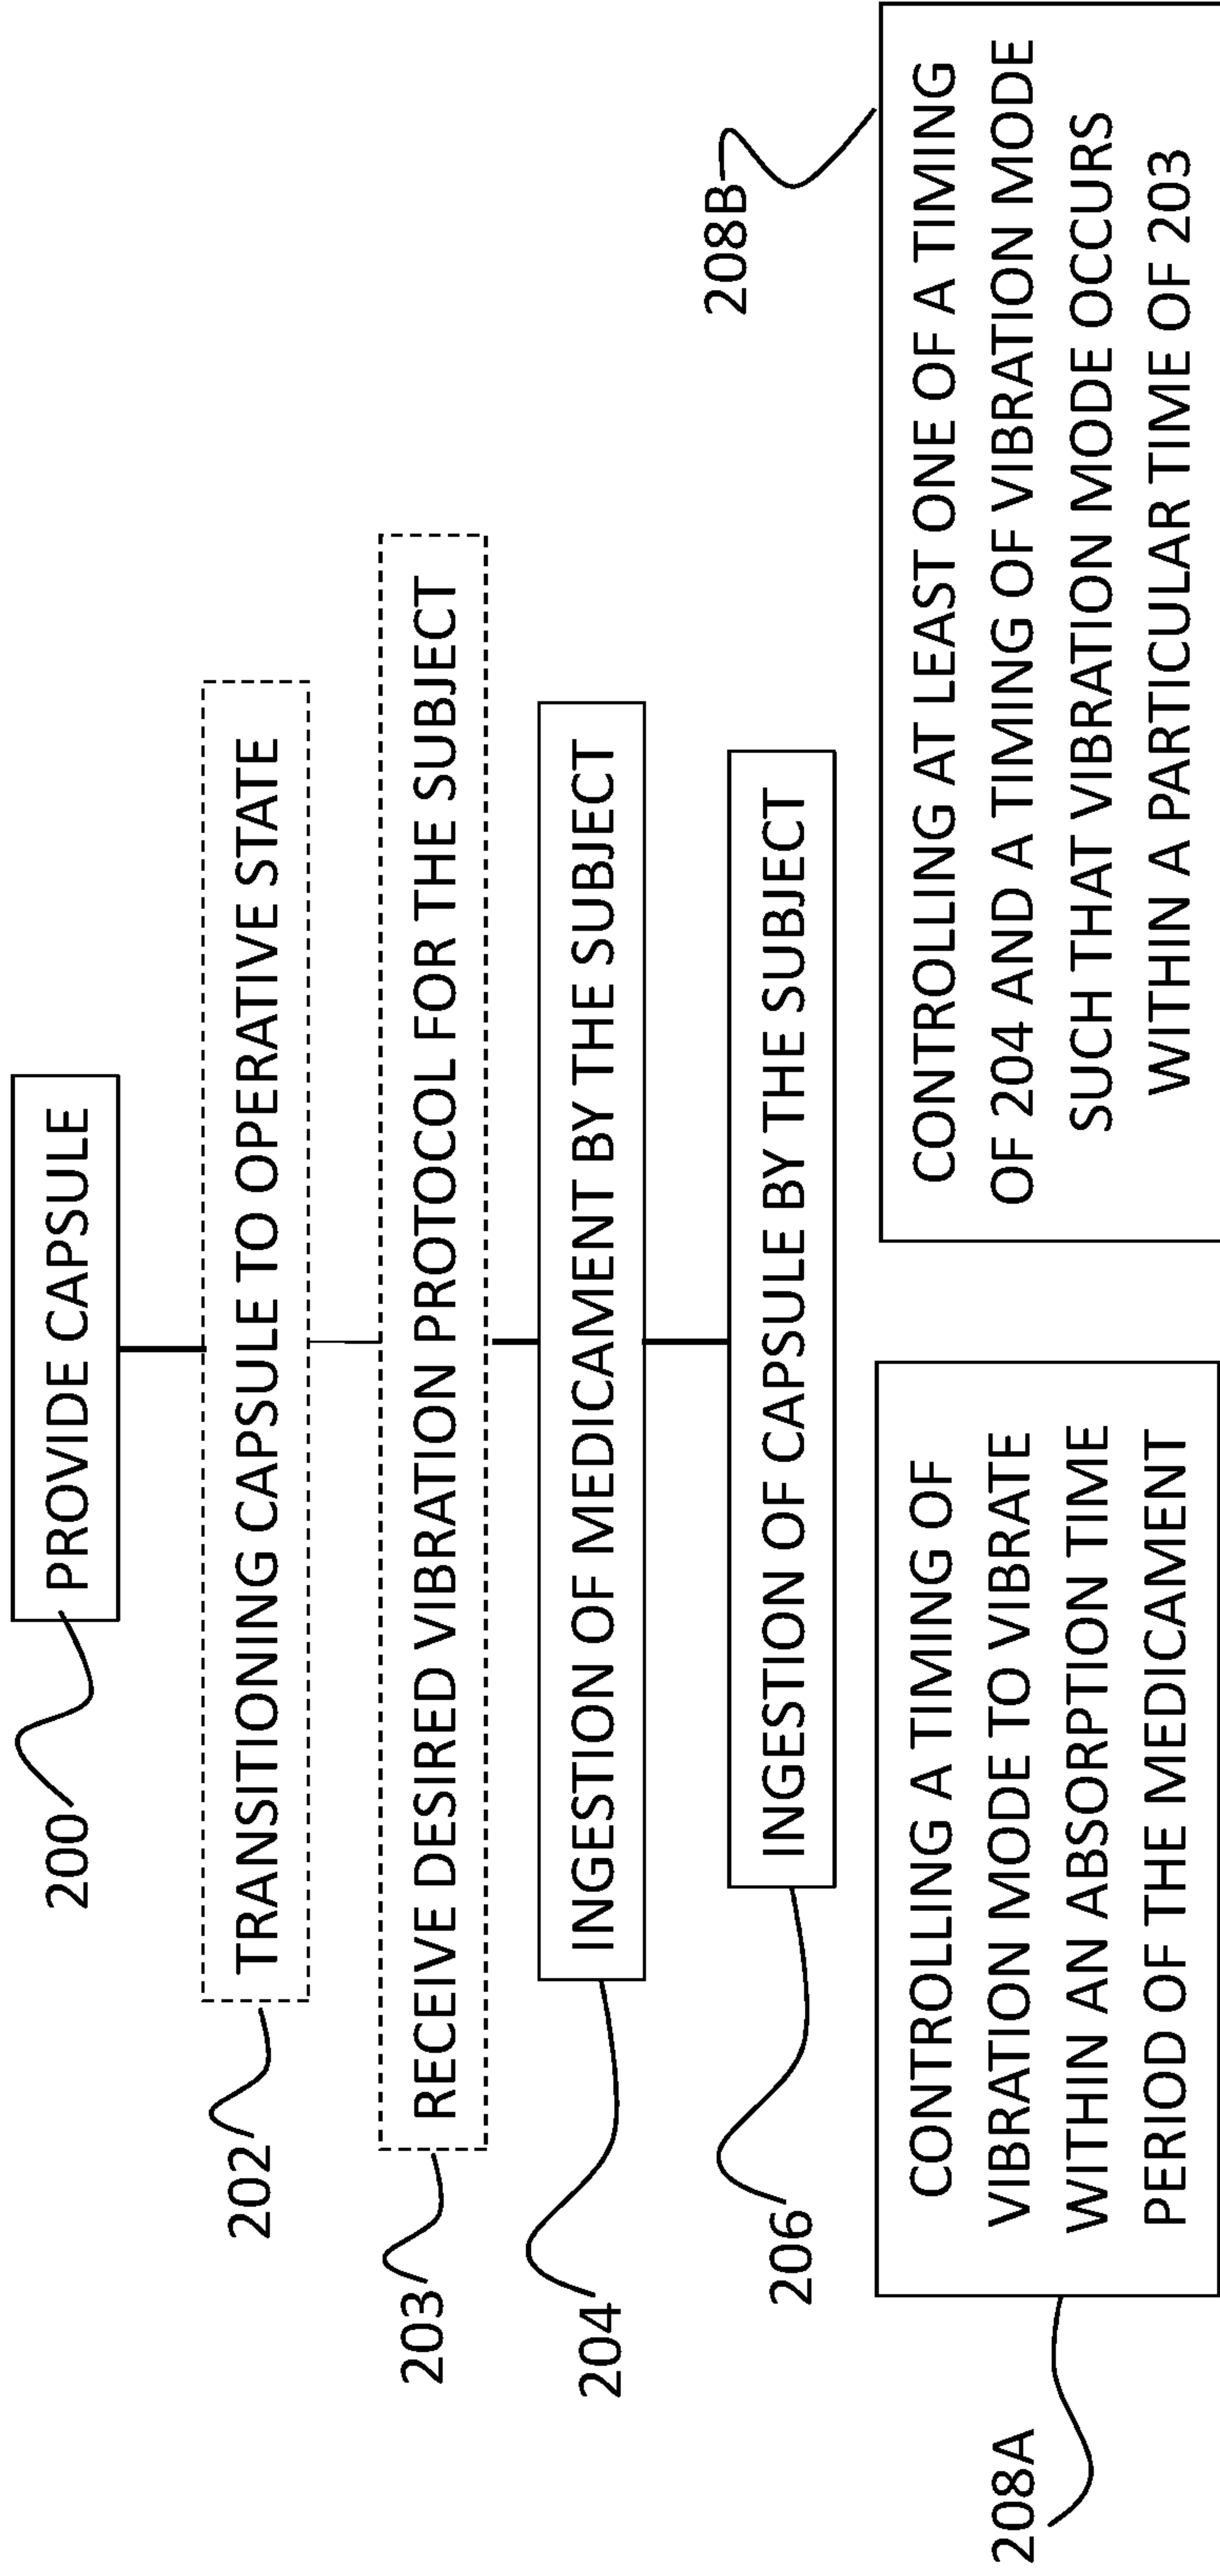 200
PROVIDE CAPSULE
202
TRANSITIONING CAPSULE TO OPERATIVE STATE
203
RECEIVE DESIRED VIBRATION PROTOCOL FOR THE SUBJECT
204
INGESTION OF MEDICAMENT BY THE SUBJECT
206
INGESTION OF CAPSULE BY THE SUBJECT
208A
CONTROLLING A TIMING OF
VIBRATION MODE TO VIBRATE
WITHIN AN ABSORPTION TIME
PERIOD OF THE MEDICAMENT
208B
CONTROLLING AT LEAST ONE OF A TIMING
OF 204 AND A TIMING OF VIBRATION MODE
SUCH THAT VIBRATION MODE OCCURS
WITHIN A PARTICULAR TIME OF 203